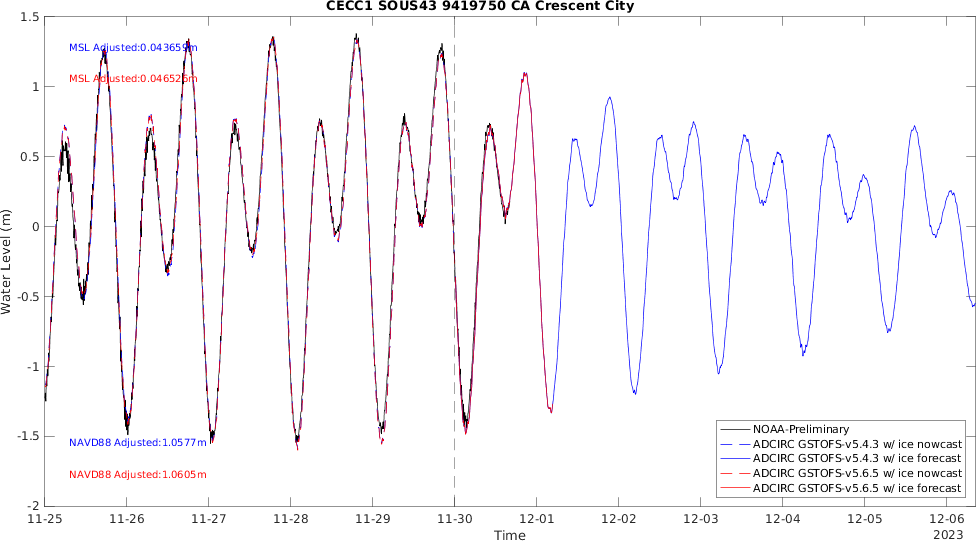 CECC1 SOUS43 9419750 CA Crescent City
1.5
1
0.5
0
-0.5
-1
-1.5
-2
Water Level (m)
MSL Adjusted:0.043659m
MSL Adjusted:0.046525m
NAVD88 Adjusted:1.0577m
NAVD88 Adjusted:1.0605m
NOAA-Preliminary
ADCIRC GSTOFS-v5.4.3 w/ ice nowcast
ADCIRC GSTOFS-v5.4.3 w/ ice forecast
ADCIRC GSTOFS-v5.6.5 w/ ice nowcast
ADCIRC GSTOFS-v5.6.5 w/ ice forecast
11-25 11-26 11-27 11-28 11-29 11-30 12-01 12-02 12-03 12-04 12-05 12-06
Time
2023